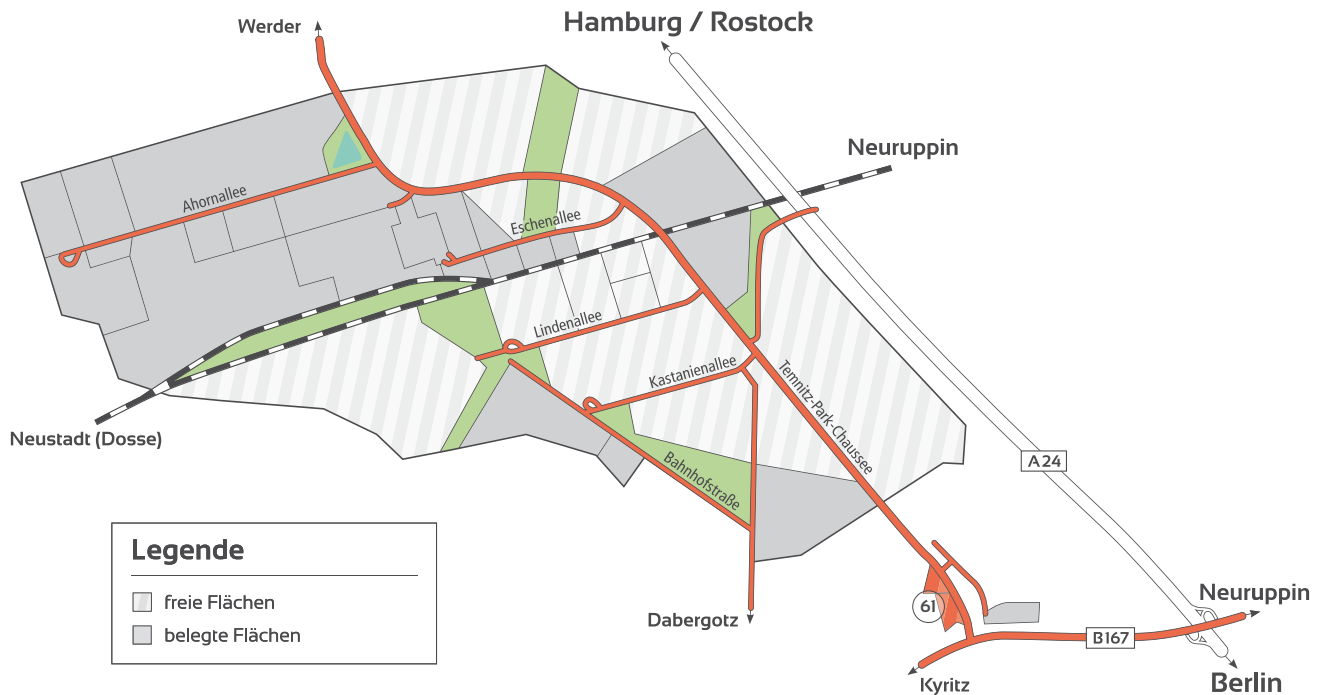 Hamburg / Rostock
Werder
Neuruppin
Ahornallee
Eschenallee
Lindenallee
Kastanienallee
Temnitz-Park-Chaussee
Neustadt (Dosse)
A24
Bahnhofstraße
Legende
freie Flächen
belegte Flächen
Dabergotz
61
Neuruppin
B167
Kyritz
Berlin